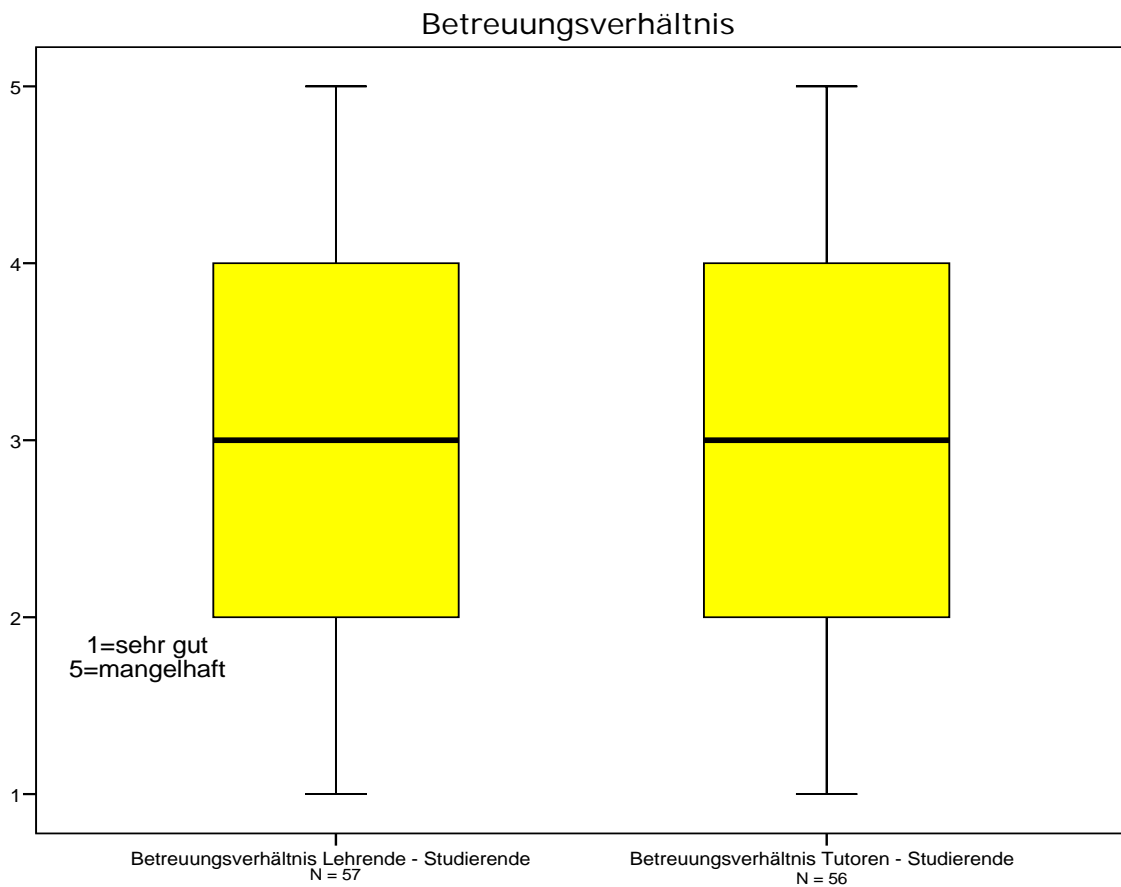 Betreuungsverhältnis
5
4
3
2
1
1=sehr gut
5=mangelhaft
Betreuungsverhältnis Lehrende - Studierende
N = 57
Betreuungsverhältnis Tutoren - Studierende
N = 56